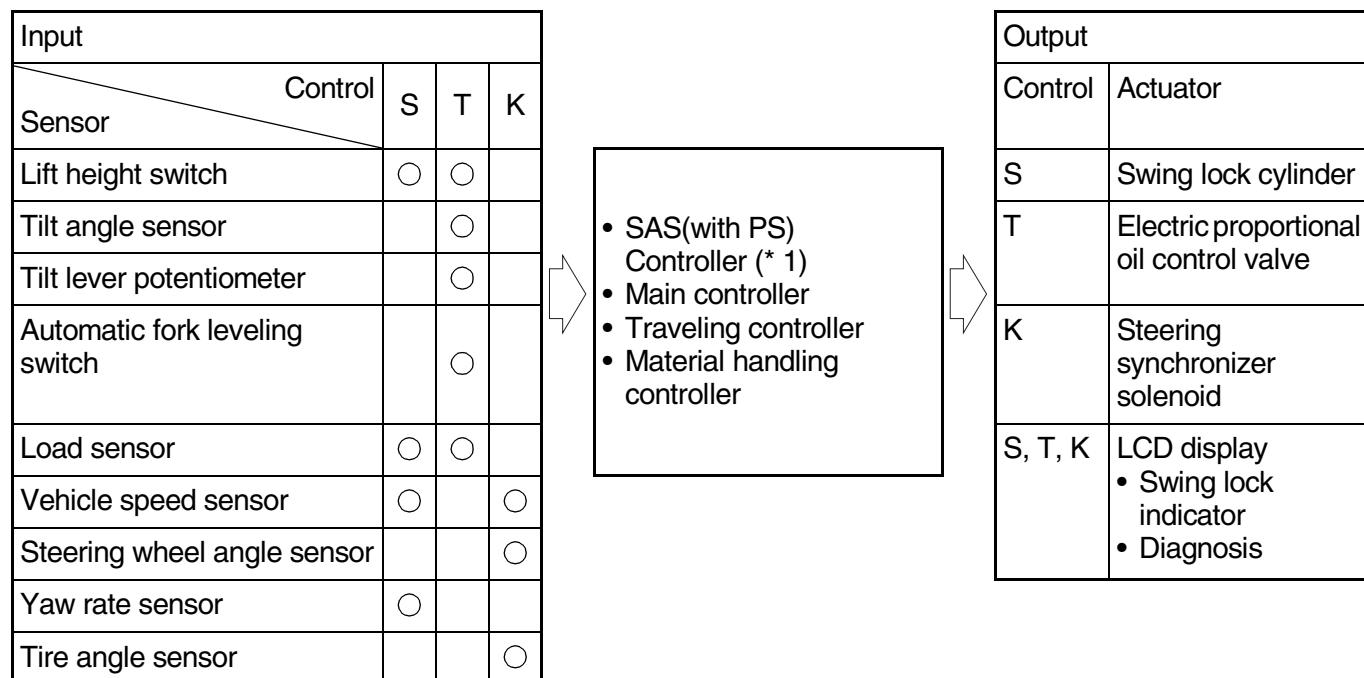 Input
Control
Sensor
S
T
K
Lift height switch
○ ○
Tilt angle sensor
○
Tilt lever potentiometer
○
Automatic fork leveling
switch
○
Load sensor
○ ○
Vehicle speed sensor
○ ○
Steering wheel angle sensor
○
Yaw rate sensor
○
Tire angle sensor
○
• SAS(with PS)
Controller (* 1)
• Main controller
• Traveling controller
• Material handling
controller
Output
Control
Actuator
S
Swing lock cylinder
T
Electric proportional
oil control valve
K
Steering
synchronizer
solenoid
S, T, K
LCD display
• Swing lock
indicator
• Diagnosis